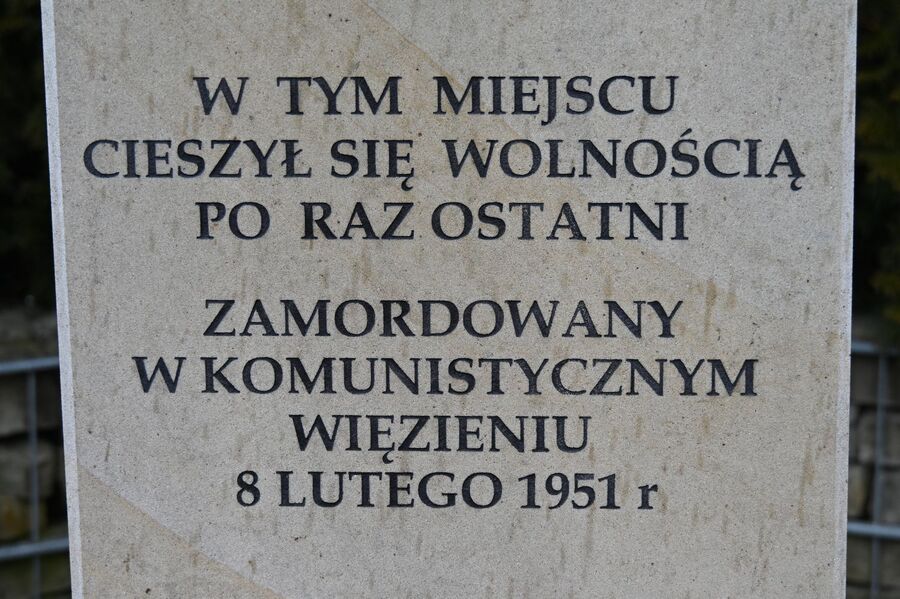 W TYM MIEJSCU
CIESZYŁ SIĘ WOLNOŚCIĄ
PO RAZ OSTATNI
ZAMORDOWANY
W KOMUNISTYCZNYM
WIĘZIENIU
8 LUTEGO 1951 r